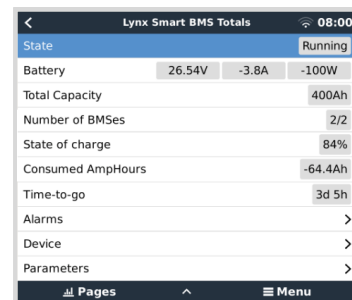 Lynx Smart BMS Totals 08:00
State Running
Battery 26.54V -3.8A -100W
Total Capacity 400Ah
Number of BMSes 2/2
State of charge 84%
Consumed AmpHours -64.4Ah
Time-to-go 3d 5h
Alarms
Device
Parameters
Pages Menu